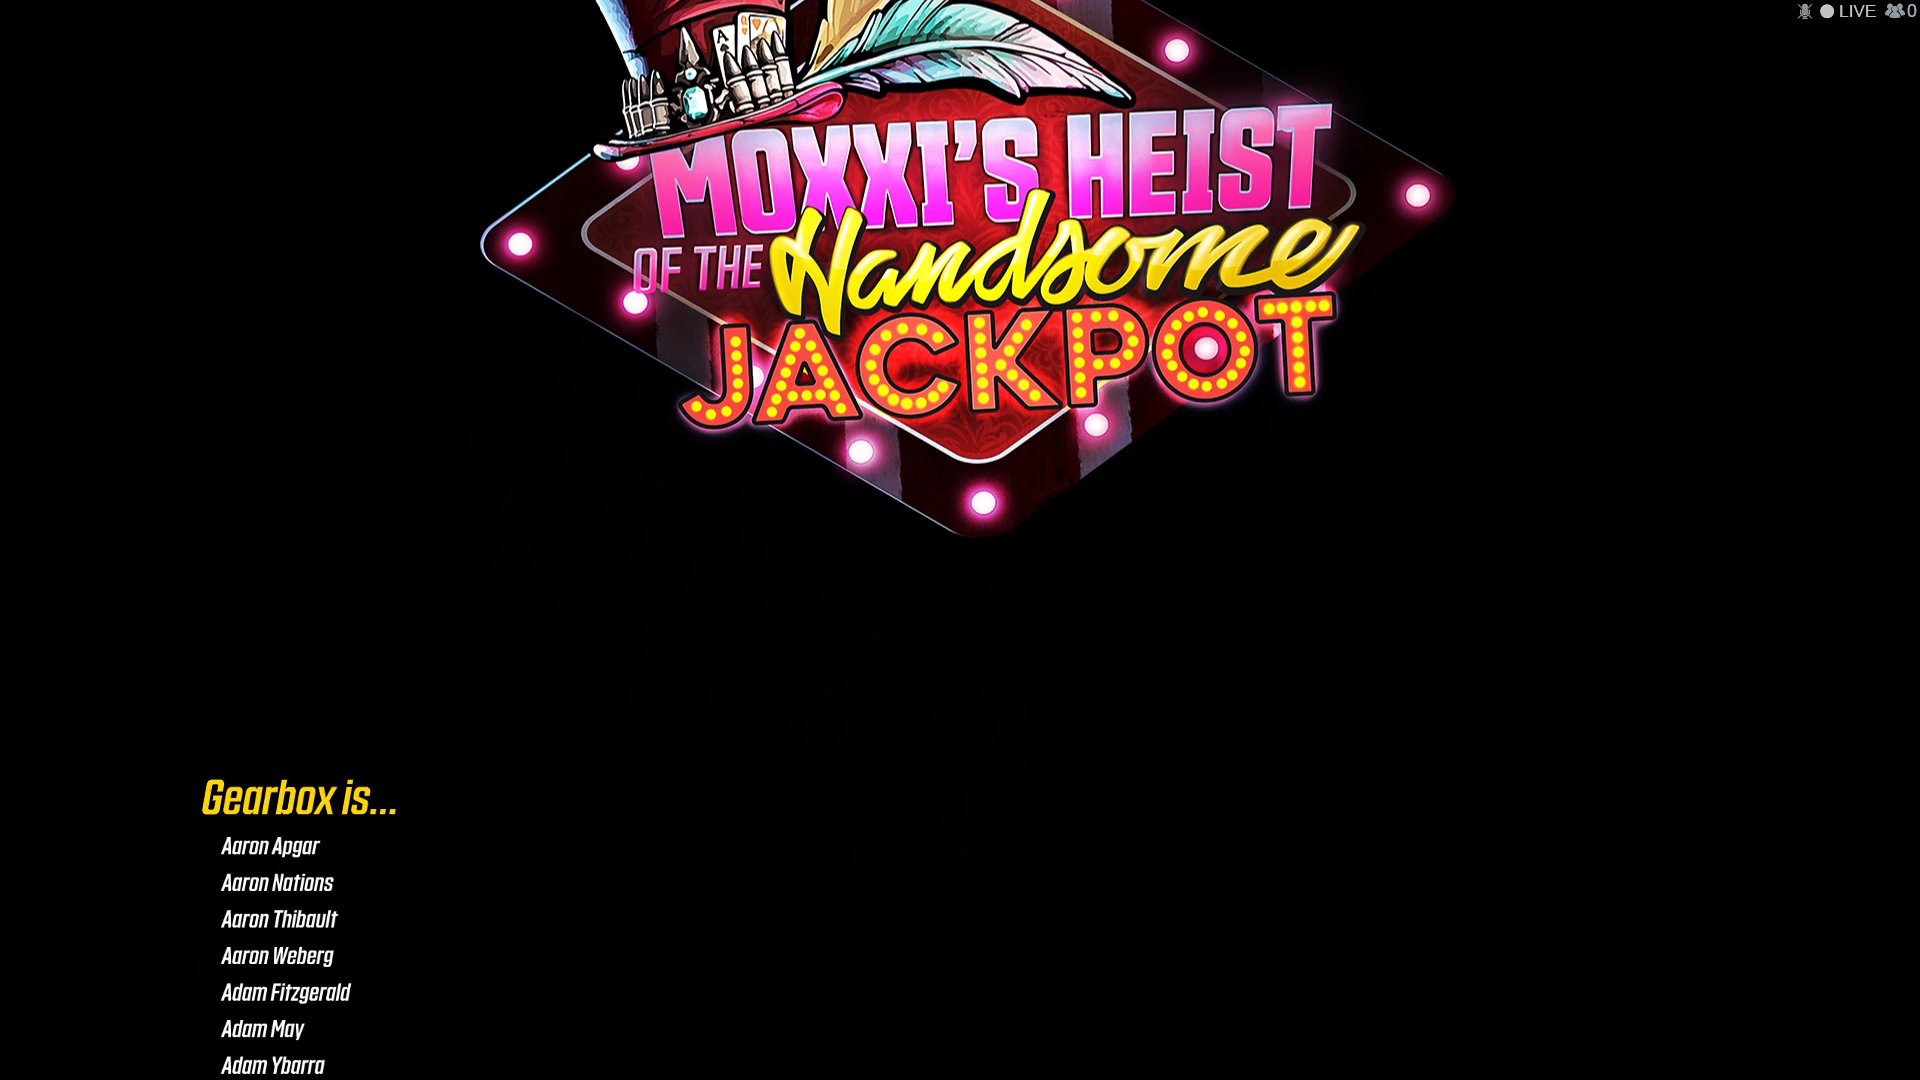 LIVE 0
A Q
MOXXI'S HEIST
OF THE Handsome
JACKPOT
Gearbox is...
Aaron Apgar
Aaron Nations
Aaron Thibault
Aaron Weberg
Adam Fitzgerald
Adam May
Adam Ybarra